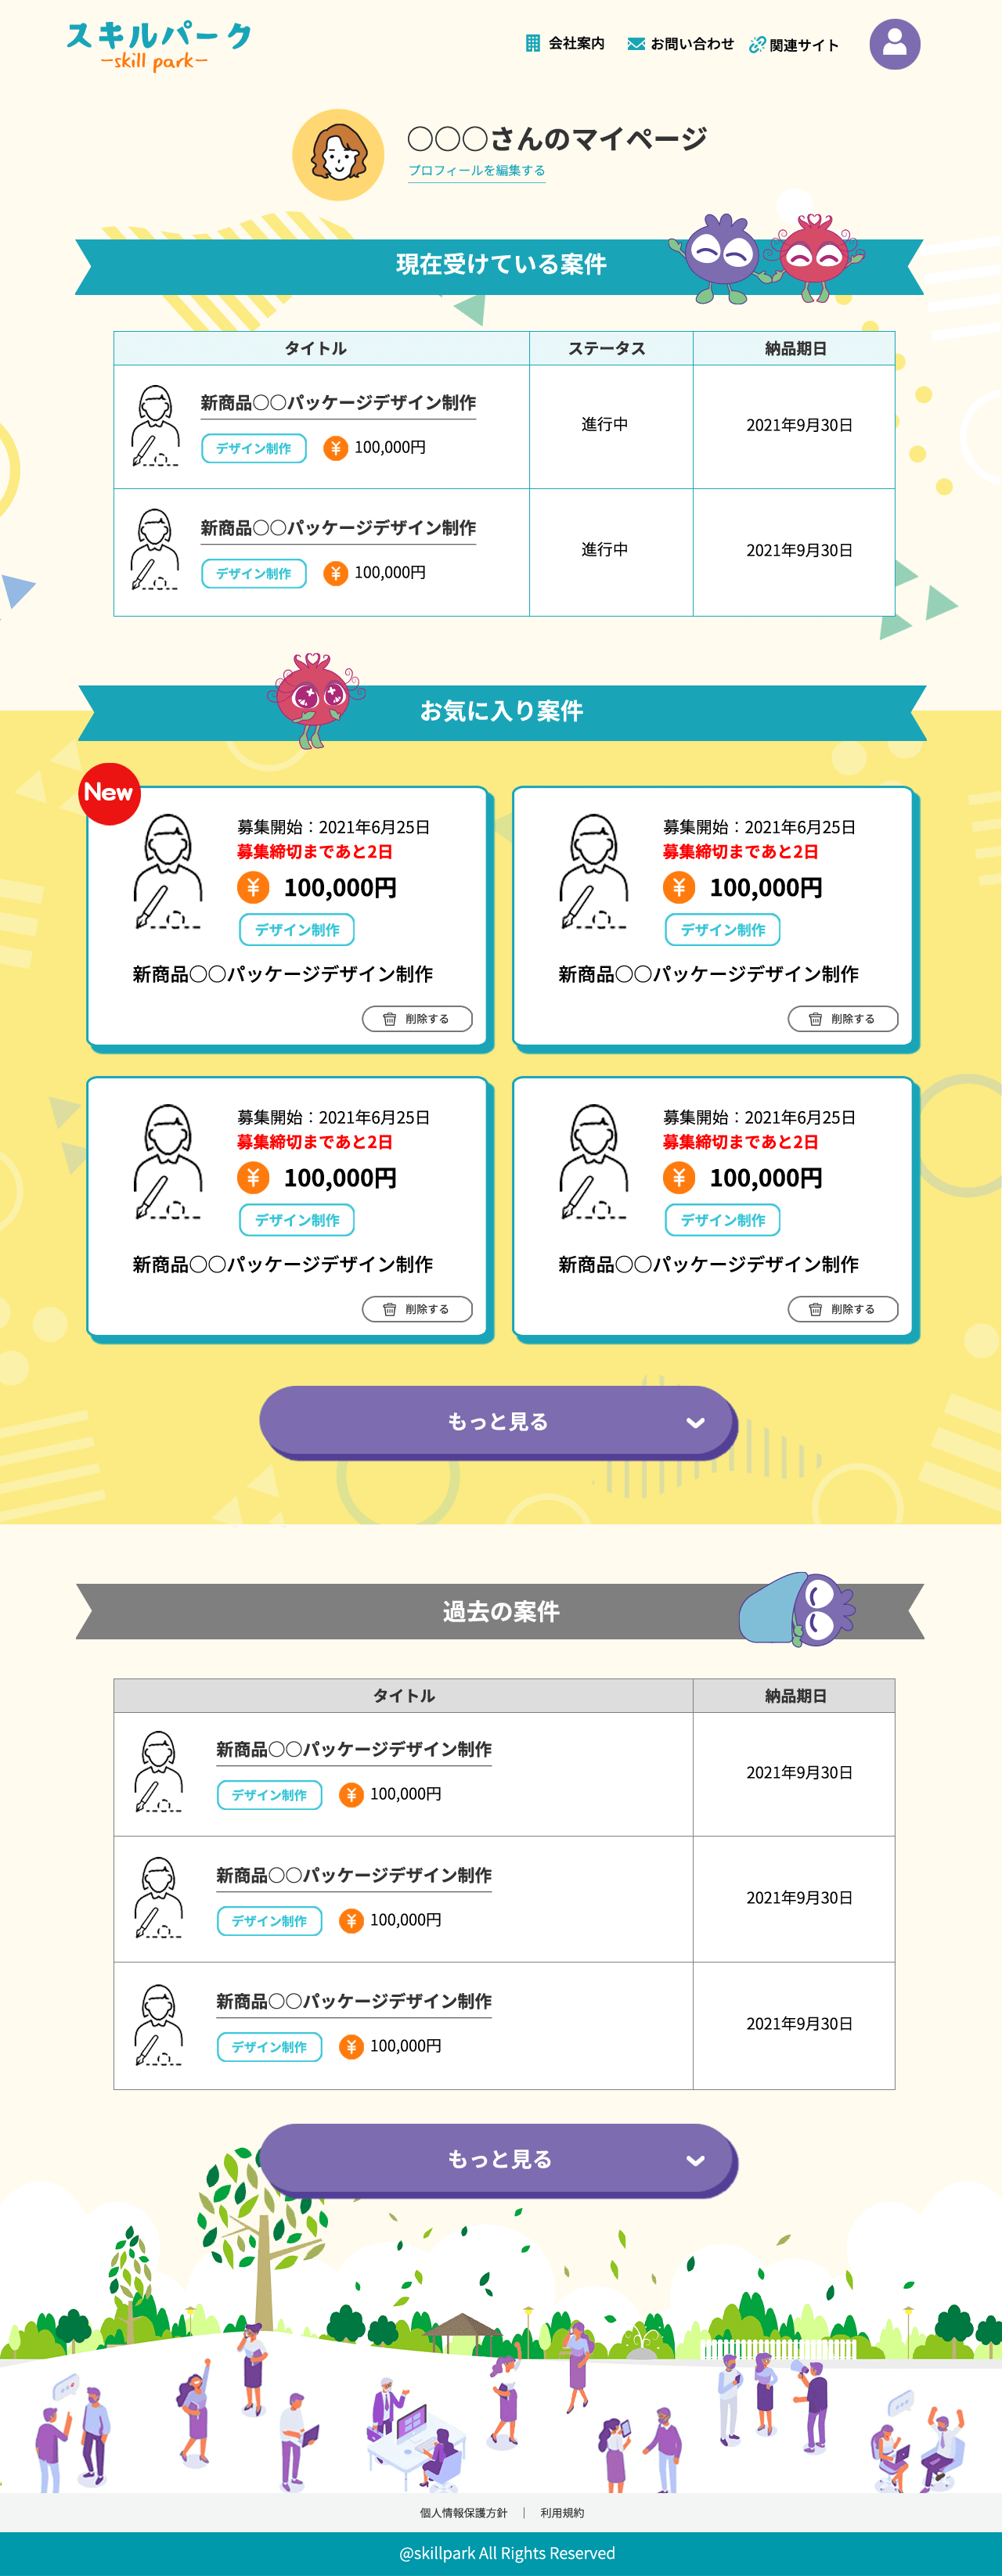 スキルパーク
skill park
会社案内
お問い合わせ
関連サイト
〇〇〇さんのマイページ
プロフィールを編集する
現在受けている案件
タイトル
ステータス
納品期日
新商品〇〇パッケージデザイン制作
デザイン制作
¥ 100,000円
進行中
2021年9月30日
新商品〇〇パッケージデザイン制作
デザイン制作
¥ 100,000円
進行中
2021年9月30日
お気に入り案件
New
募集開始：2021年6月25日
募集締切まであと2日
¥ 100,000円
デザイン制作
新商品〇〇パッケージデザイン制作
削除する
募集開始：2021年6月25日
募集締切まであと2日
¥ 100,000円
デザイン制作
新商品〇〇パッケージデザイン制作
削除する
募集開始：2021年6月25日
募集締切まであと2日
¥ 100,000円
デザイン制作
新商品〇〇パッケージデザイン制作
削除する
募集開始：2021年6月25日
募集締切まであと2日
¥ 100,000円
デザイン制作
新商品〇〇パッケージデザイン制作
削除する
もっと見る
過去の案件
タイトル
納品期日
新商品〇〇パッケージデザイン制作
デザイン制作
¥ 100,000円
2021年9月30日
新商品〇〇パッケージデザイン制作
デザイン制作
¥ 100,000円
2021年9月30日
新商品〇〇パッケージデザイン制作
デザイン制作
¥ 100,000円
2021年9月30日
もっと見る
個人情報保護方針 ｜ 利用規約
@skillpark All Rights Reserved